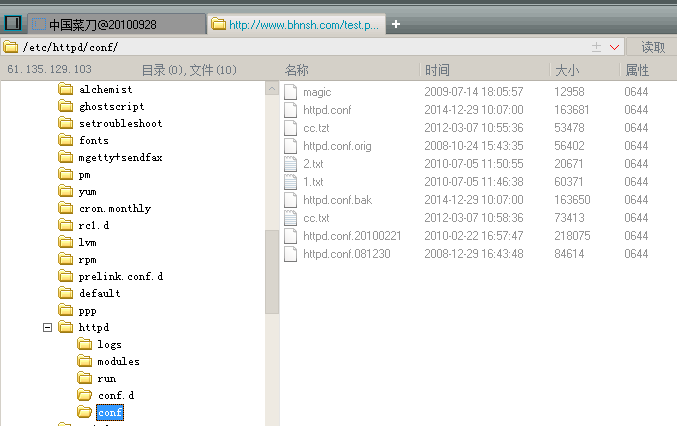 中国菜刀@20100928 http://www.bhnsh.com/test.p... +
/etc/httpd/conf/ 读取
61.135.129.103 目录(0),文件(10) 名称 时间 大小 属性
alchemist
ghostscript
setroubleshoot
fonts
mgetty+sendfax
pm
yum
cron.monthly
rc1.d
lvm
rpm
prelink.conf.d
default
ppp
httpd
logs
modules
run
conf.d
conf
magic 2009-07-14 18:05:57 12958 0644
httpd.conf 2014-12-29 10:07:00 163681 0644
cc.tzt 2012-03-07 10:55:36 53478 0644
httpd.conf.orig 2008-10-24 15:43:35 56402 0644
2.txt 2010-07-05 11:50:55 20671 0644
1.txt 2010-07-05 11:46:38 60371 0644
httpd.conf.bak 2014-12-29 10:07:00 163650 0644
cc.txt 2012-03-07 10:58:36 73413 0644
httpd.conf.20100221 2010-02-22 16:57:47 218075 0644
httpd.conf.081230 2008-12-29 16:43:48 84614 0644